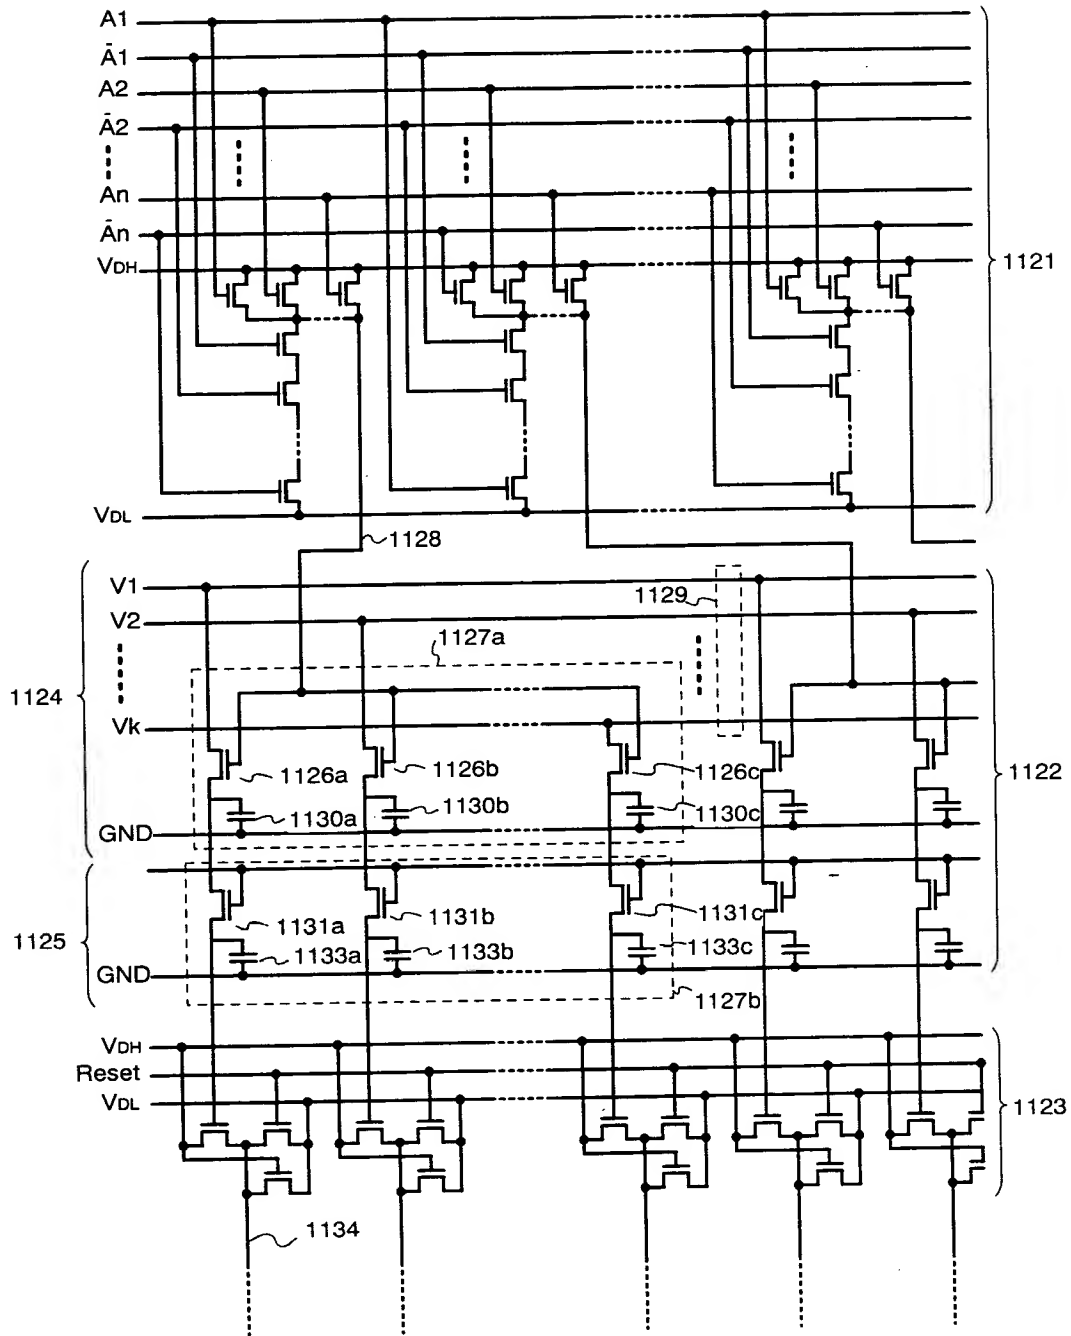 A1
Ā1
A2
Ā2
An
Ān
VDH
1121
VDL
1128
V1
1129
V2
1127a
1124
Vk
1126a
1126b
1126c
1122
1130a
1130b
1130c
GND
1131a
1131b
1131c
1125
1133a
1133b
1133c
GND
1127b
VDH
Reset
VDL
1123
1134